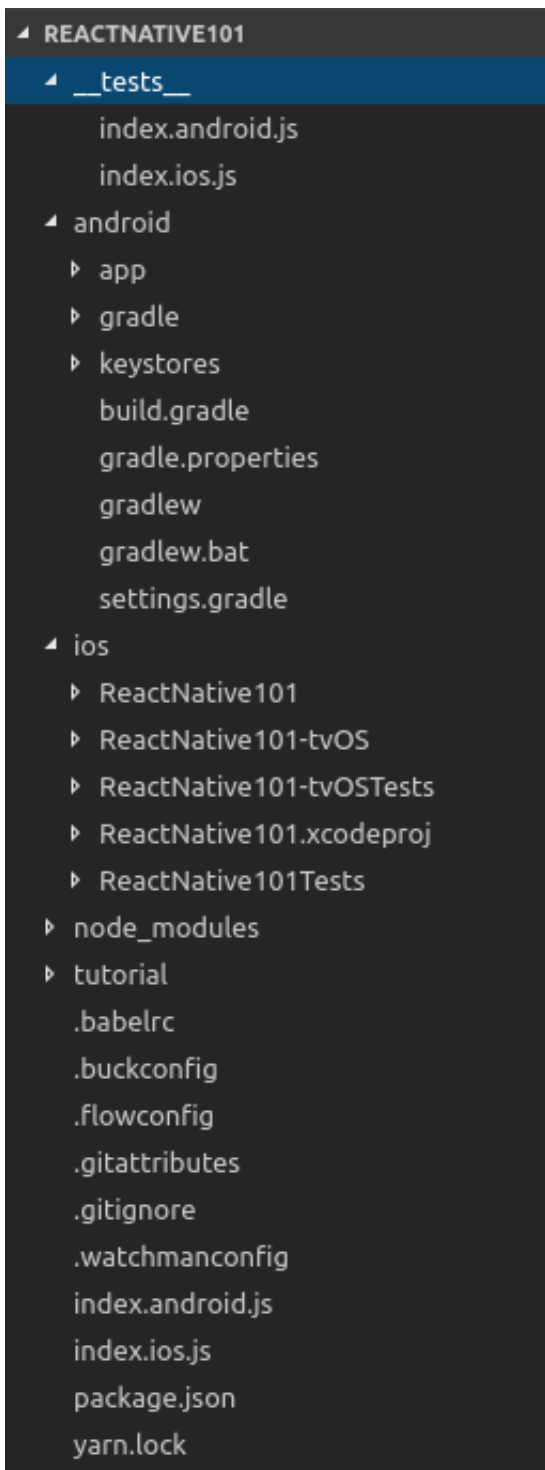 REACTNATIVE101
__tests__
index.android.js
index.ios.js
android
app
gradle
keystores
build.gradle
gradle.properties
gradlew
gradlew.bat
settings.gradle
ios
ReactNative101
ReactNative101-tvOS
ReactNative101-tvOSTests
ReactNative101.xcodeproj
ReactNative101Tests
node_modules
tutorial
.babelrc
.buckconfig
.flowconfig
.gitattributes
.gitignore
.watchmanconfig
index.android.js
index.ios.js
package.json
yarn.lock